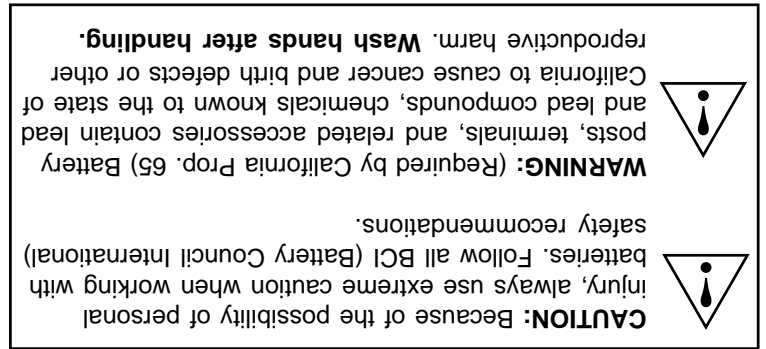 CAUTION: Because of the possibility of personal
injury, always use extreme caution when working with
batteries. Follow all BCI (Battery Council International)
safety recommendations.
WARNING: (Required by California Prop. 65) Battery
posts, terminals, and related accessories contain lead
and lead compounds, chemicals known to the state of
California to cause cancer and birth defects or other
reproductive harm. Wash hands after handling.